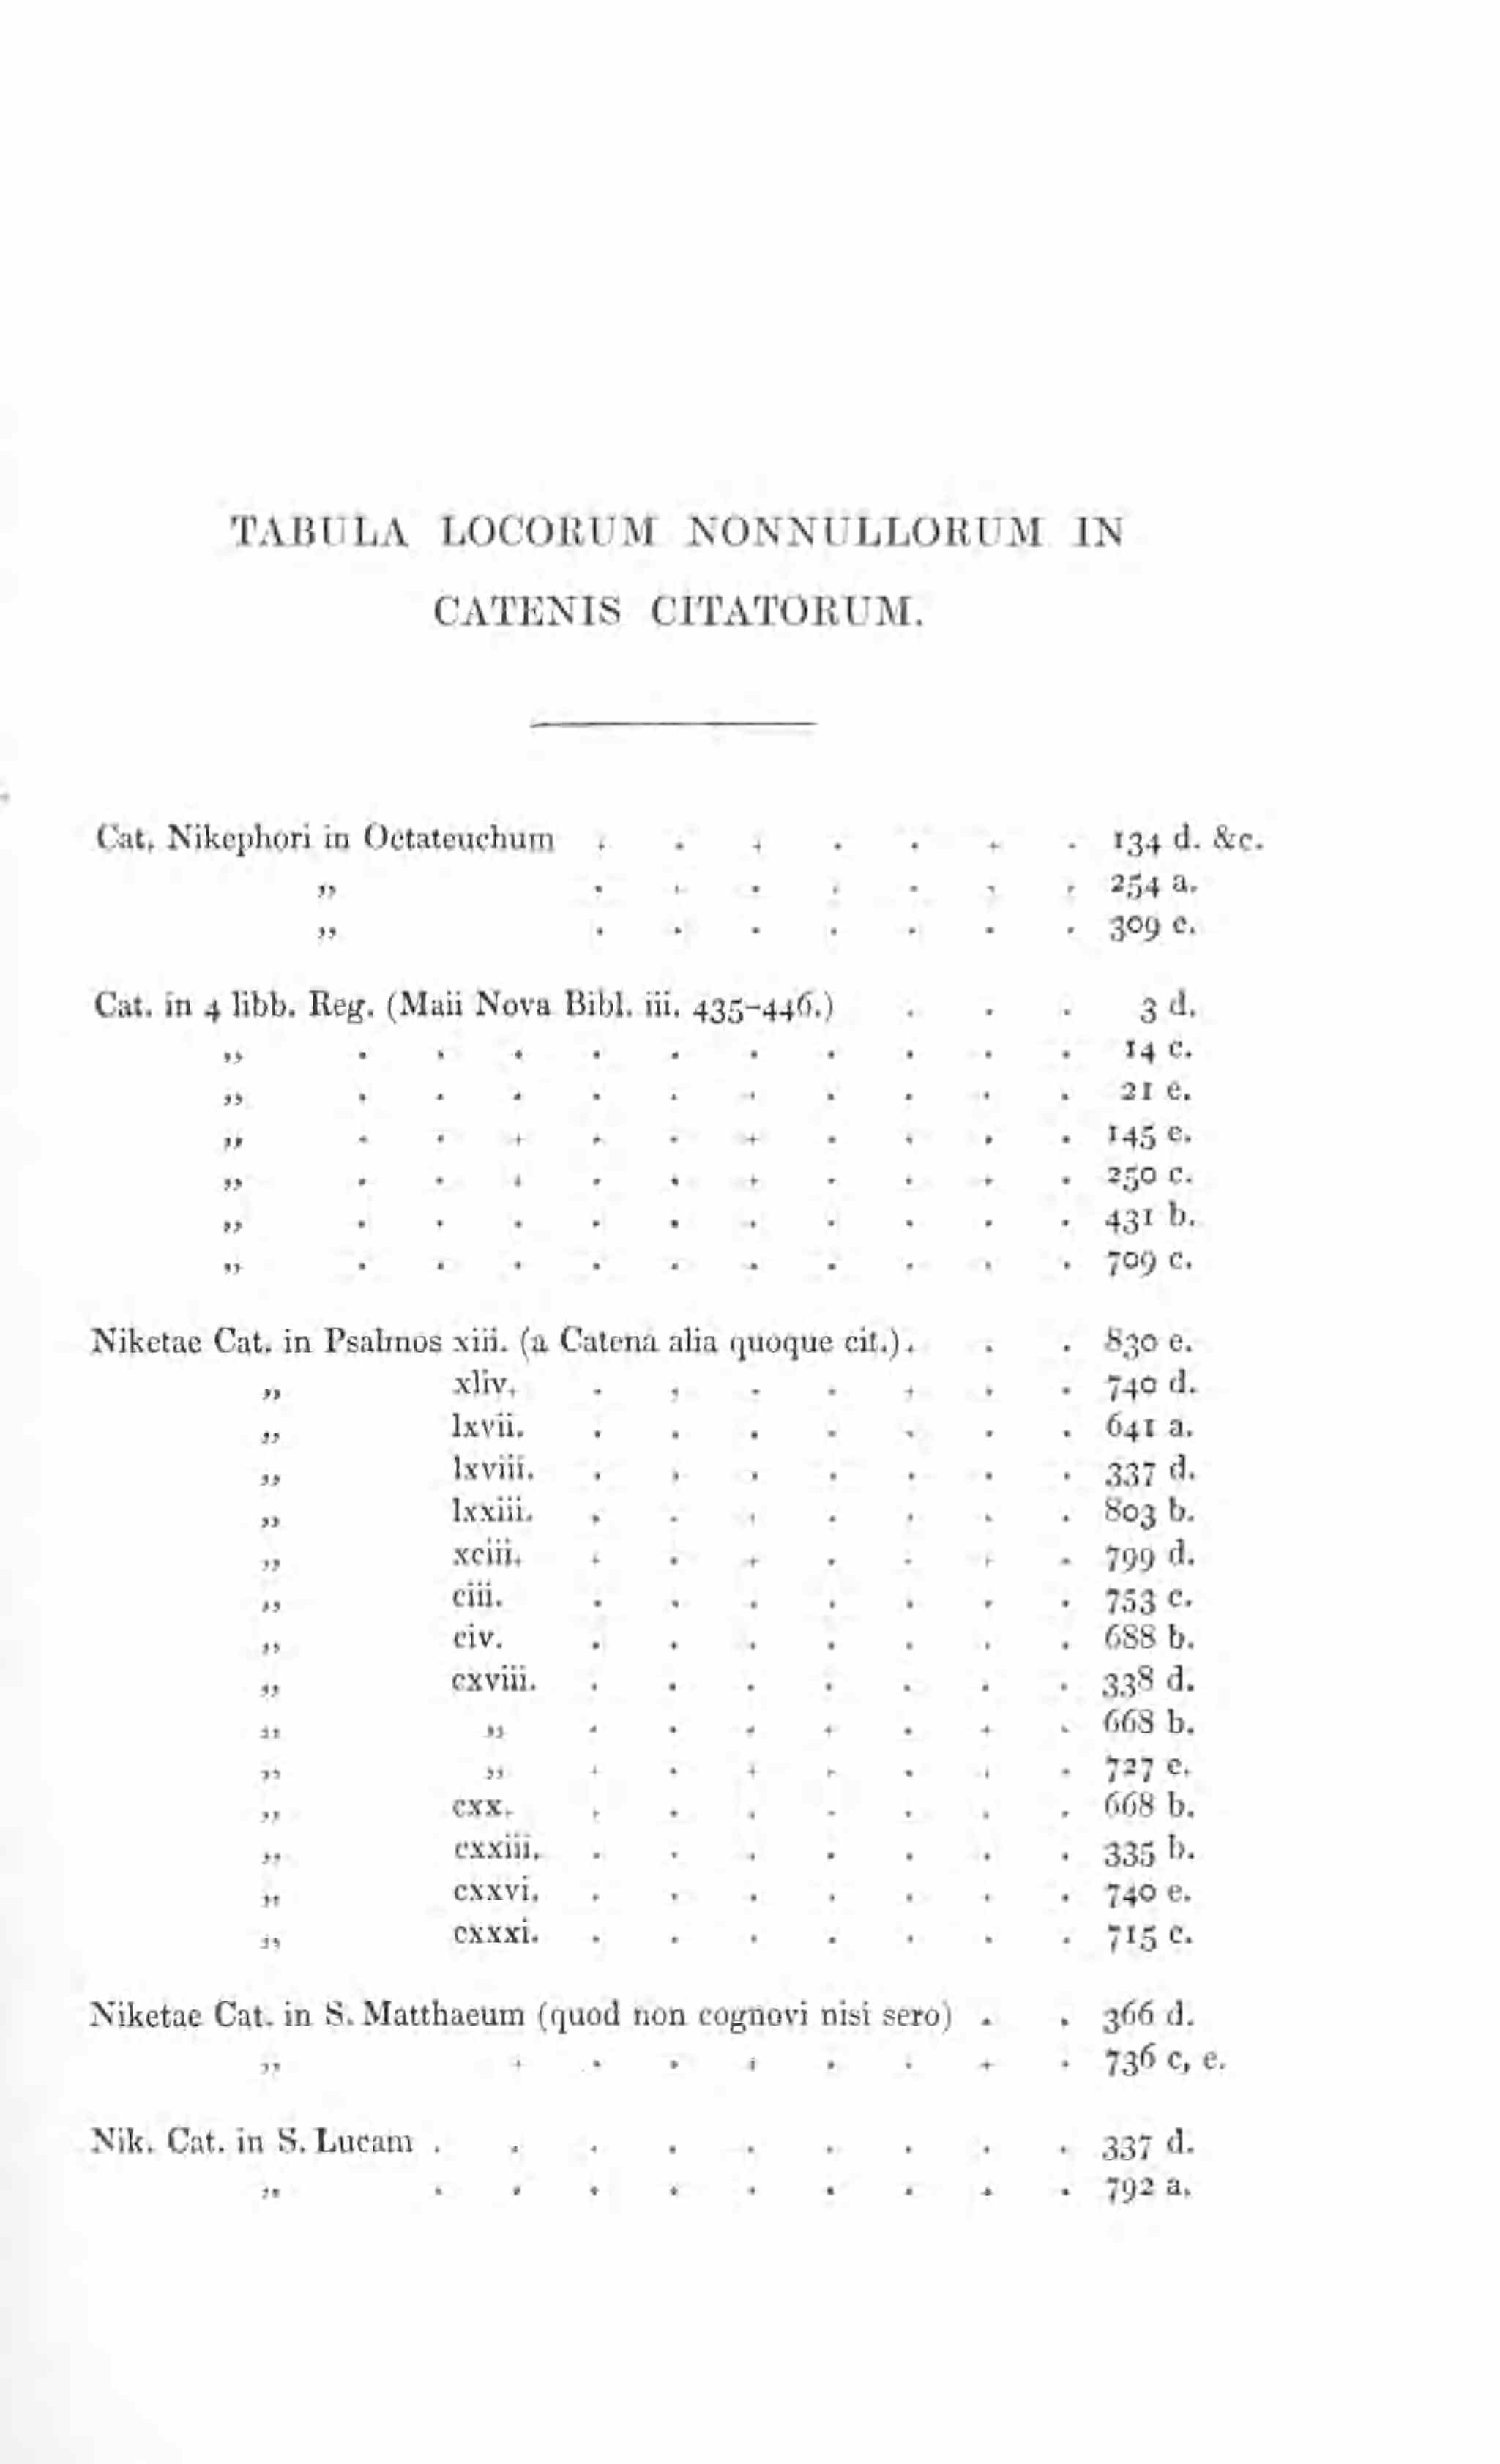 TABULA LOCORUM NONNULLORUM IN
CATENIS CITATORUM.
Cat. Nikephori in Octateuchum . . . . . . . 134 d. &c.
„ . . . . . . . 254 a.
„ . . . . . . . 309 c.
Cat. in 4 libb. Reg. (Maii Nova Bibl. iii. 435-446.) . . . 3 d.
„ . . . . . . . . . . 14 c.
„ . . . . . . . . . . 21 e.
„ . . . . . . . . . . 145 e.
„ . . . . . . . . . . 250 c.
„ . . . . . . . . . . 431 b.
„ . . . . . . . . . . 709 c.
Niketae Cat. in Psalmos xiii. (a Catena alia quoque cit.) . . . 830 e.
„ xliv. . . . . . . . 740 d.
„ lxvii. . . . . . . . 641 a.
„ lxviii. . . . . . . . 337 d.
„ lxxiii. . . . . . . . 803 b.
„ xciii. . . . . . . . 799 d.
„ ciii. . . . . . . . 753 c.
„ civ. . . . . . . . 688 b.
„ cxviii. . . . . . . . 338 d.
„ „ . . . . . . . 668 b.
„ „ . . . . . . . 727 e.
„ cxx. . . . . . . . 668 b.
„ cxxiii. . . . . . . . 335 b.
„ cxxvi. . . . . . . . 740 e.
„ cxxxi. . . . . . . . 715 c.
Niketae Cat. in S. Matthaeum (quod non cognovi nisi sero) . . 366 d.
„ . . . . . . . . 736 c, e.
Nik. Cat. in S. Lucam . . . . . . . . . 337 d.
„ . . . . . . . . . 792 a.